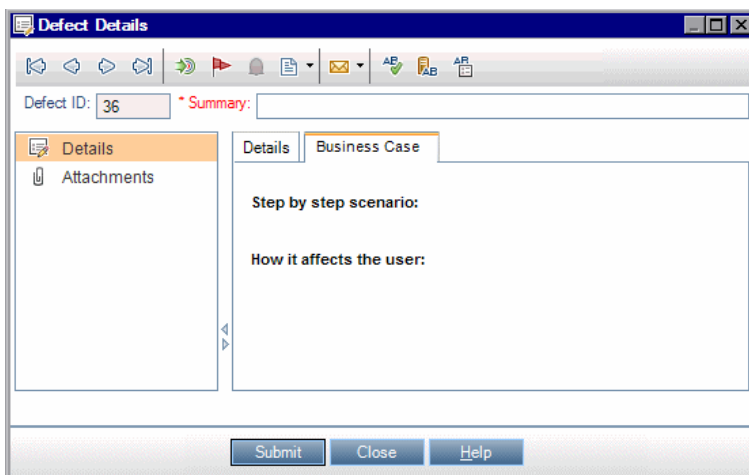 Defect Details
Defect ID: 36 * Summary:
Details
Attachments
Details Business Case
Step by step scenario:
How it affects the user:
Submit Close Help